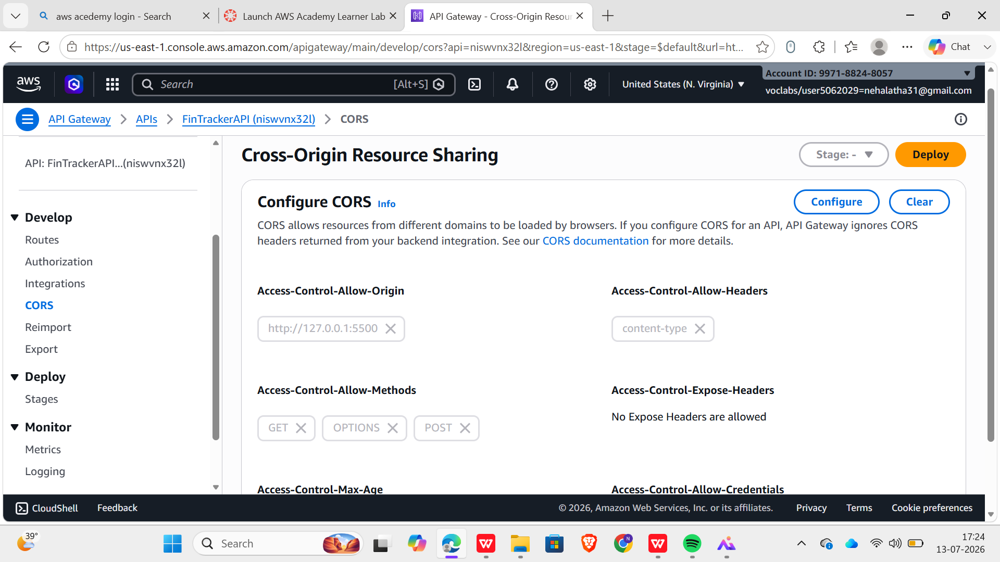 aws acedemy login - Search
Launch AWS Academy Learner Lab
API Gateway - Cross-Origin Resour
https://us-east-1.console.aws.amazon.com/apigateway/main/develop/cors?api=niswvnx32l&region=us-east-1&stage=$default&url=ht...
Chat
aws
Search
[Alt+S]
United States (N. Virginia)
Account ID: 9971-8824-8057
voclabs/user5062029=nehalatha31@gmail.com
API Gateway
APIs
FinTrackerAPI (niswvnx32l)
CORS
API: FinTrackerAPI...(niswvnx32l)
Develop
Routes
Authorization
Integrations
CORS
Reimport
Export
Deploy
Stages
Monitor
Metrics
Logging
Cross-Origin Resource Sharing
Stage: -
Deploy
Configure CORS Info
Configure
Clear
CORS allows resources from different domains to be loaded by browsers. If you configure CORS for an API, API Gateway ignores CORS
headers returned from your backend integration. See our CORS documentation for more details.
Access-Control-Allow-Origin
http://127.0.0.1:5500
Access-Control-Allow-Headers
content-type
Access-Control-Allow-Methods
GET
OPTIONS
POST
Access-Control-Expose-Headers
No Expose Headers are allowed
Access-Control-Max-Age
Access-Control-Allow-Credentials
CloudShell
Feedback
© 2026, Amazon Web Services, Inc. or its affiliates.
Privacy
Terms
Cookie preferences
39°
Search
N
17:24
13-07-2026